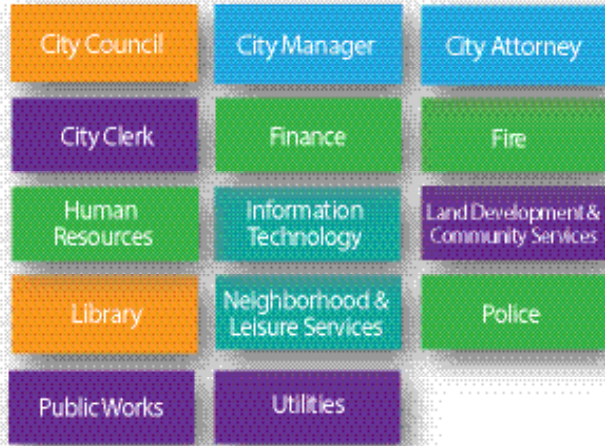 City Council
City Manager
City Attorney
City Clerk
Finance
Fire
Human
Resources
Information
Technology
Land Development &
Community Services
Library
Neighborhood &
Leisure Services
Police
Public Works
Utilities